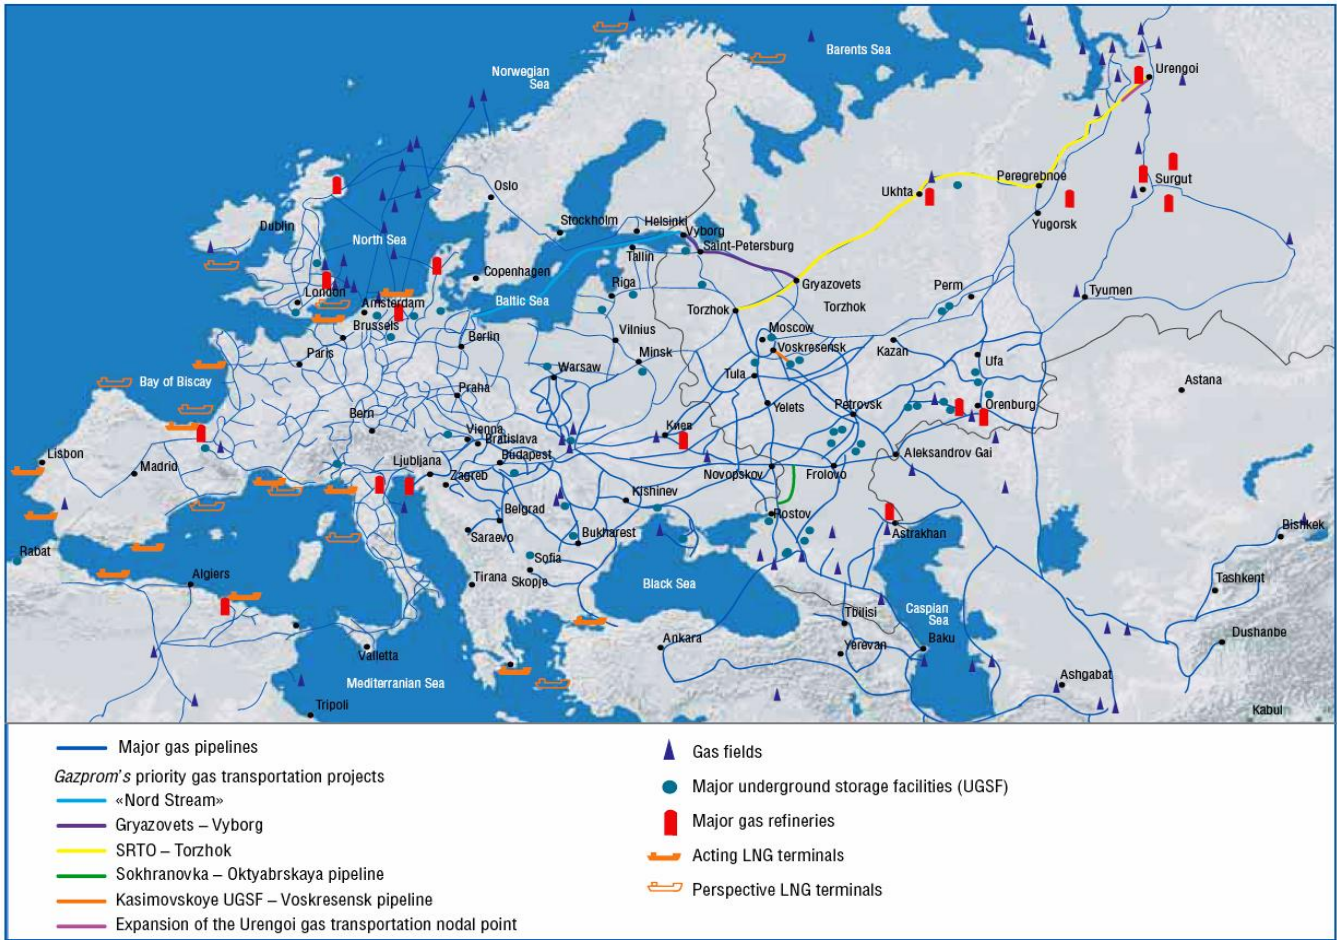 Barents Sea
Norwegian
Sea
Urengoi
Oslo
Ukhta
Peregrebnoe
Surgut
Yugorsk
Dublin
North Sea
Stockholm
Helsinki
Vyborg
Saint-Petersburg
Tallin
Copenhagen
Baltic Sea
Riga
Gryazovets
Perm
Tyumen
London
Amsterdam
Torzhok
Torzhok
Brussels
Berlin
Vilnius
Moscow
Voskresensk
Kazan
Paris
Minsk
Ufa
Warsaw
Tula
Bay of Biscay
Praha
Astana
Yelets
Petrovsk
Orenburg
Bern
Киев
Vienna
Bratislava
Lisbon
Madrid
Ljubljana
Budapest
Zagreb
Novopskov
Frolovo
Aleksandrov Gai
Kishinev
Belgrad
Rostov
Saraevo
Bukharest
Astrakhan
Bishkek
Rabat
Sofia
Algiers
Tirana
Skopje
Black Sea
Tashkent
Tbilisi
Caspian
Sea
Ankara
Yerevan
Baku
Dushanbe
Valletta
Mediterranean Sea
Ashgabat
Tripoli
Kabul
Major gas pipelines
Gazprom's priority gas transportation projects
«Nord Stream»
Gryazovets – Vyborg
SRTO – Torzhok
Sokhranovka – Oktyabrskaya pipeline
Kasimovskoye UGSF – Voskresensk pipeline
Expansion of the Urengoi gas transportation nodal point
Gas fields
Major underground storage facilities (UGSF)
Major gas refineries
Acting LNG terminals
Perspective LNG terminals